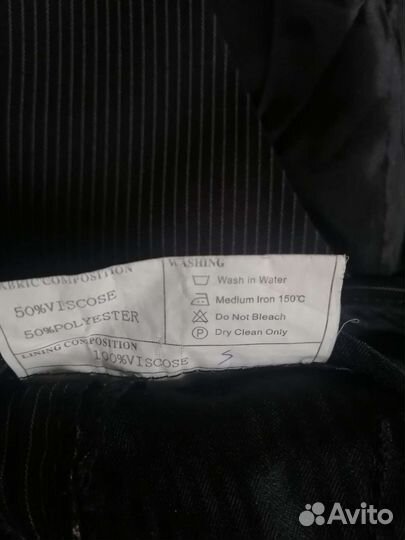 FABRIC COMPOSITION
50%VISCOSE
50%POLYESTER
LINING COMPOSITION
100%VISCOSE
WASHING
Wash in Water
Medium Iron 150℃
Do Not Bleach
P Dry Clean Only
S
Avito